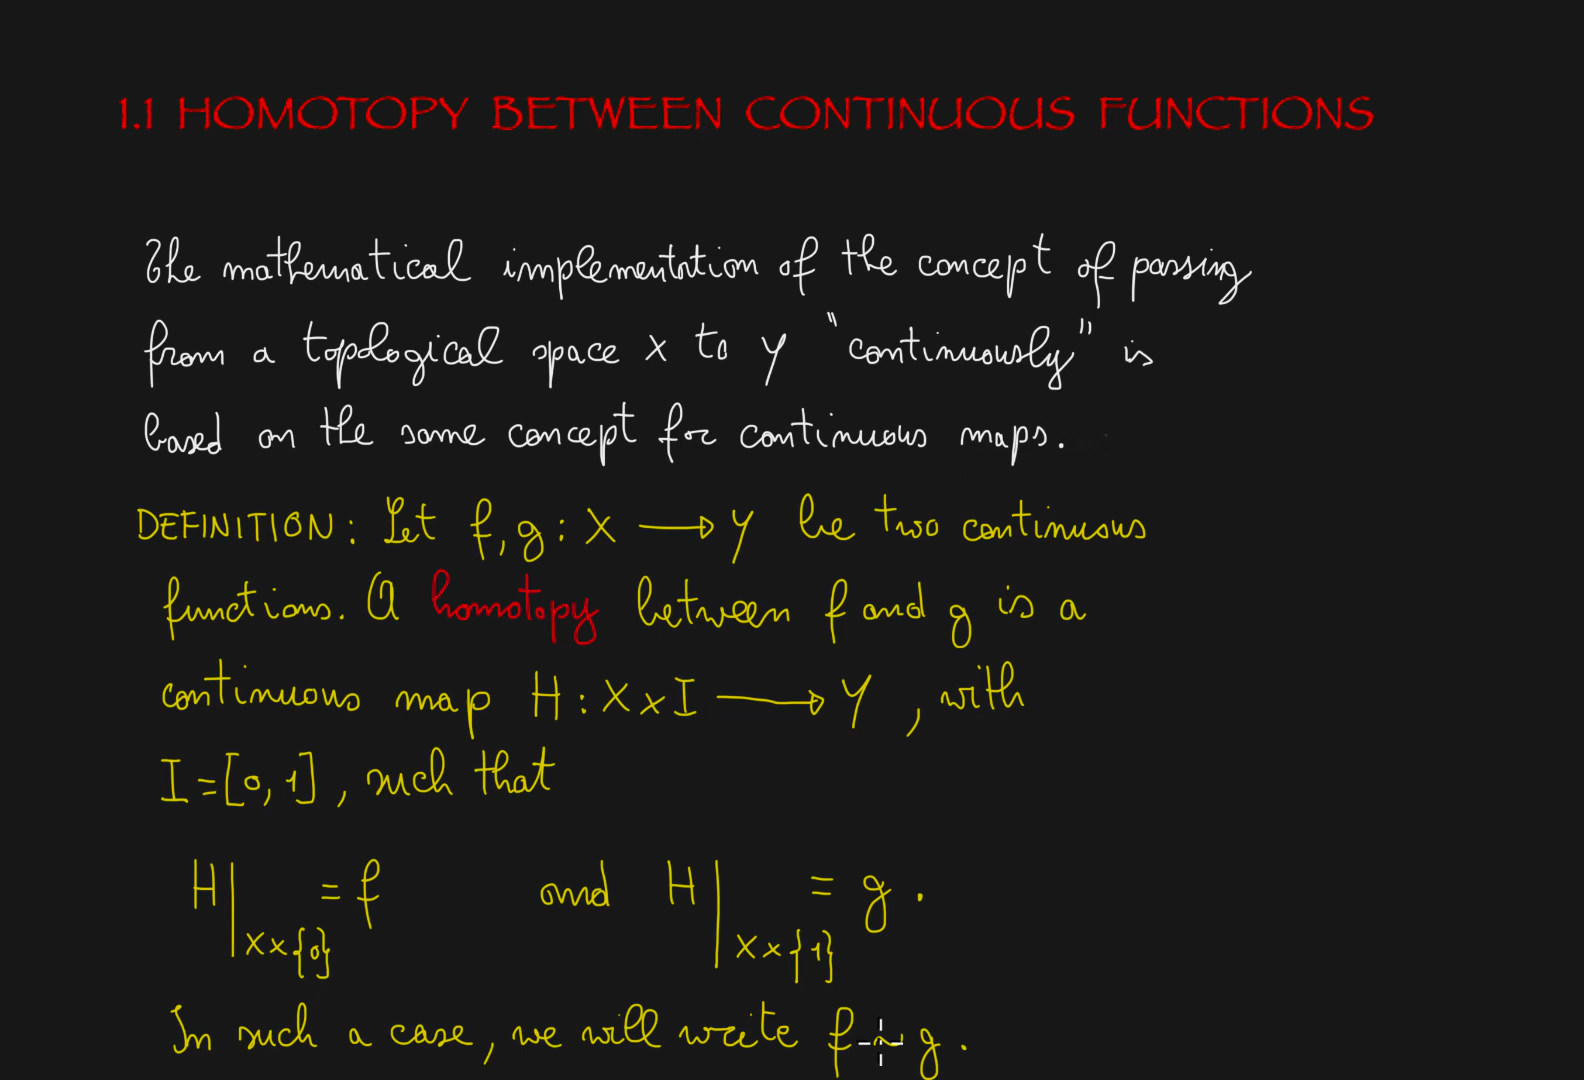 1.1 HOMOTOPY BETWEEN CONTINUOUS FUNCTIONS
The mathematical implementation of the concept of passing
from a topological space X to Y "continuously" is
based on the same concept for continuous maps.
DEFINITION: Let f, g : X → Y be two continuous
functions. A homotopy between f and g is a
continuous map H : X × I → Y , with
I = [0, 1] , such that
H|_{X×{0}} = f and H|_{X×{1}} = g .
In such a case, we will write f ~ g .